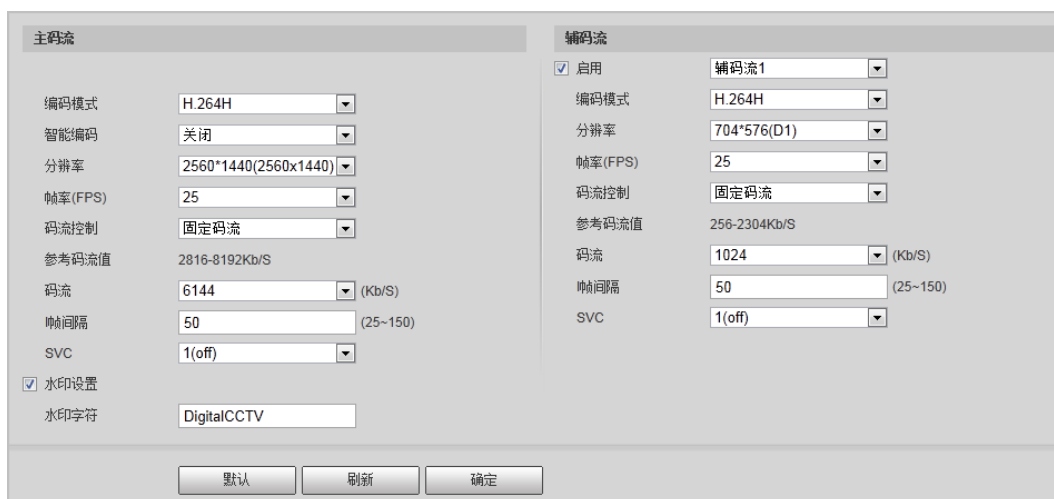 主码流
编码模式 H.264H
智能编码 关闭
分辨率 2560*1440(2560x1440)
帧率(FPS) 25
码流控制 固定码流
参考码流值 2816-8192Kb/S
码流 6144 (Kb/S)
I帧间隔 50 (25~150)
SVC 1(off)
水印设置
水印字符 DigitalCCTV
辅码流
启用 辅码流1
编码模式 H.264H
分辨率 704*576(D1)
帧率(FPS) 25
码流控制 固定码流
参考码流值 256-2304Kb/S
码流 1024 (Kb/S)
I帧间隔 50 (25~150)
SVC 1(off)
默认 刷新 确定